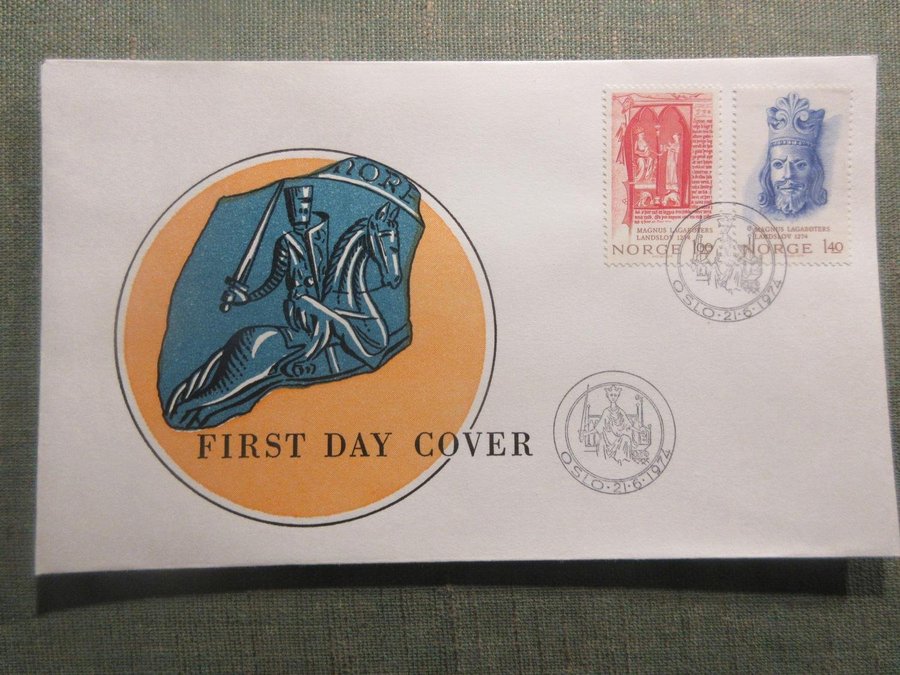 NORE
FIRST DAY COVER
MAGNUS LAGABØTERS
LANDSLOV 1274
NORGE 1.00
MAGNUS LAGABØTERS
LANDSLOV 1274
NORGE 1.40
OSLO·21·6·1974
OSLO·21·6·1974